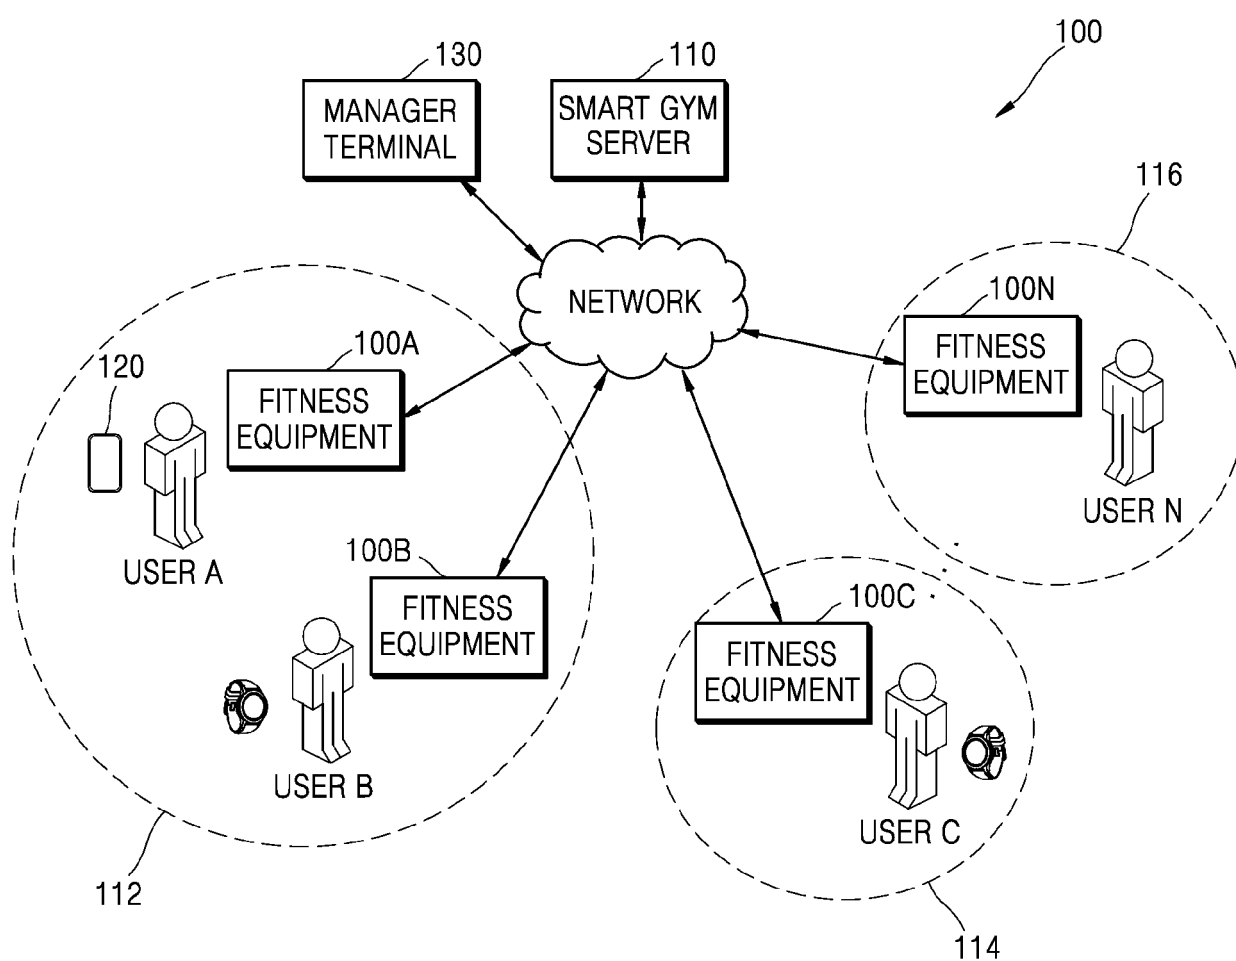 100
130
110
MANAGER
TERMINAL
SMART GYM
SERVER
116
NETWORK
100N
FITNESS
EQUIPMENT
USER N
100A
120
FITNESS
EQUIPMENT
USER A
100B
FITNESS
EQUIPMENT
USER B
112
100C
FITNESS
EQUIPMENT
USER C
114